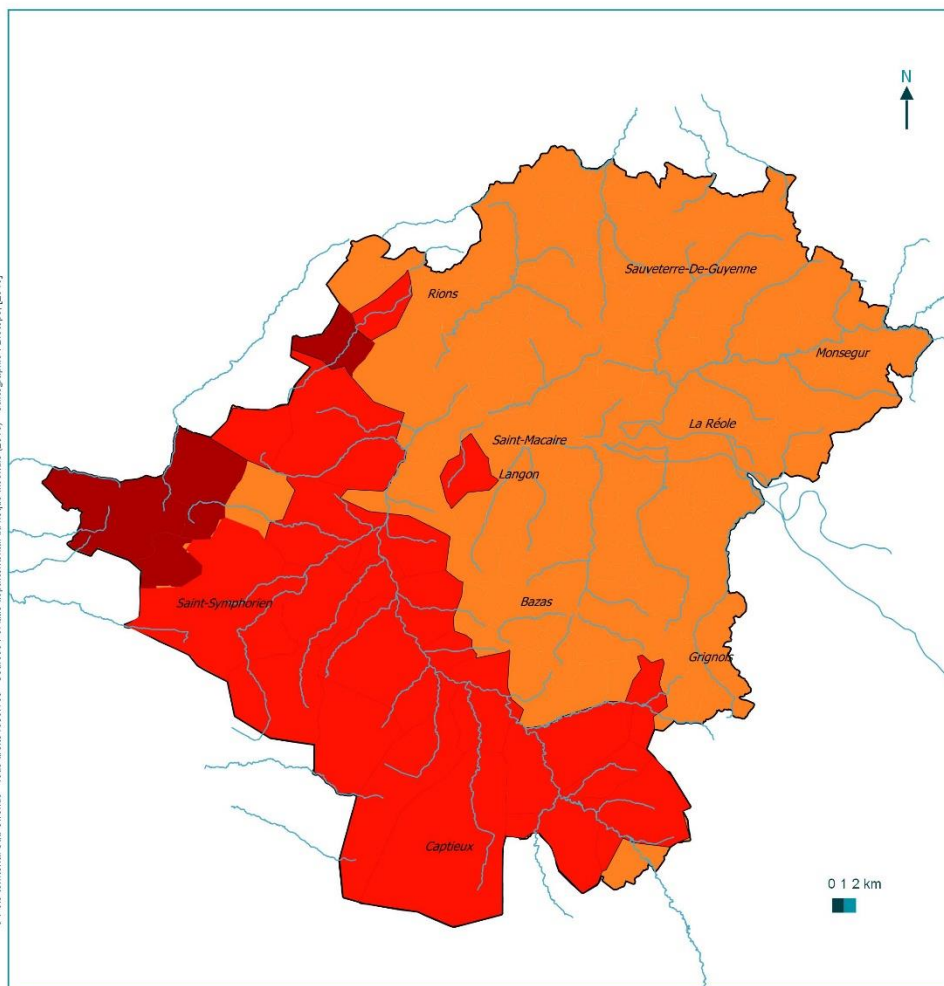 N
Sauveterre-De-Guyenne
Rions
Monsegur
La Réole
Saint-Macaire
Langon
Bazas
Saint-Symphorien
Grignols
Captieux
0 1 2 km